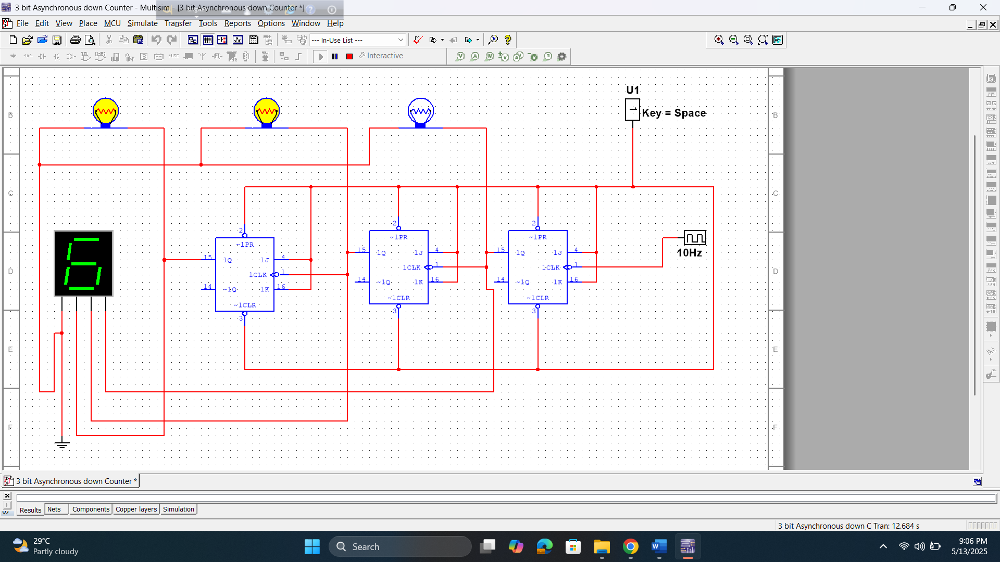 3 bit Asynchronous down Counter - Multisim - [3 bit Asynchronous down Counter *]
File Edit View Place MCU Simulate Transfer Tools Reports Options Window Help
--- In-Use List ---
MISC Interactive
U1
Key = Space
B B
C C
D D
E E
F F
2
~1PR
15 1Q 1J 4
1CLK 1
14 ~1Q 1K 16
~1CLR
3
2
~1PR
15 1Q 1J 4
1CLK 1
14 ~1Q 1K 16
~1CLR
3
2
~1PR
15 1Q 1J 4
1CLK 1
14 ~1Q 1K 16
~1CLR
3
10Hz
6
3 bit Asynchronous down Counter *
Results Nets Components Copper layers Simulation
3 bit Asynchronous down C Tran: 12.684 s
29°C
Partly cloudy
Search
9:06 PM
5/13/2025